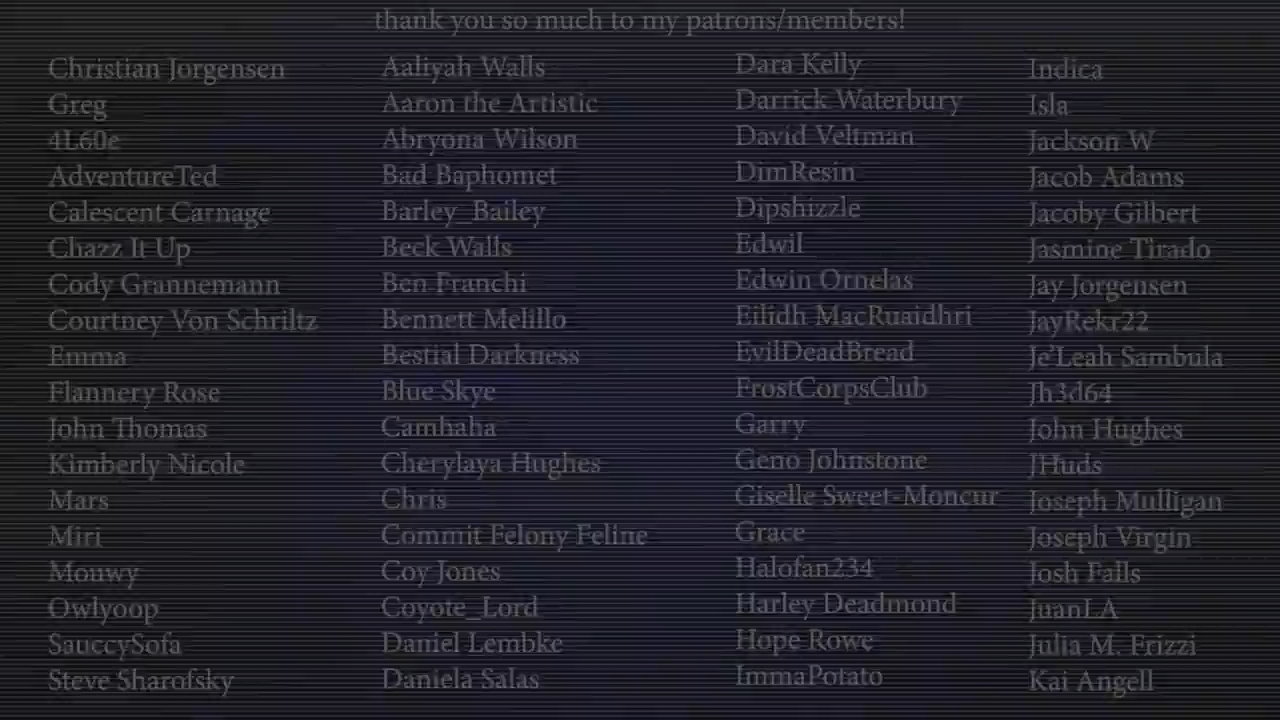 thank you so much to my patrons/members!
Christian Jorgensen
Greg
4L60e
AdventureTed
Calescent Carnage
Chazz It Up
Cody Grannemann
Courtney Von Schriltz
Emma
Flannery Rose
John Thomas
Kimberly Nicole
Mars
Miri
Mouwy
Owlyoop
SauccySofa
Steve Sharofsky
Aaliyah Walls
Aaron the Artistic
Abryona Wilson
Bad Baphomet
Barley_Bailey
Beck Walls
Ben Franchi
Bennett Melillo
Bestial Darkness
Blue Skye
Camhaha
Cherylaya Hughes
Chris
Commit Felony Feline
Coy Jones
Coyote_Lord
Daniel Lembke
Daniela Salas
Dara Kelly
Darrick Waterbury
David Veltman
DimResin
Dipshizzle
Edwil
Edwin Ornelas
Eilidh MacRuaidhri
EvilDeadBread
FrostCorpsClub
Garry
Geno Johnstone
Giselle Sweet-Moncur
Grace
Halofan234
Harley Deadmond
Hope Rowe
ImmaPotato
Indica
Isla
Jackson W
Jacob Adams
Jacoby Gilbert
Jasmine Tirado
Jay Jorgensen
JayRekr22
Je'Leah Sambula
Jh3d64
John Hughes
JHuds
Joseph Mulligan
Joseph Virgin
Josh Falls
JuanLA
Julia M. Frizzi
Kai Angell